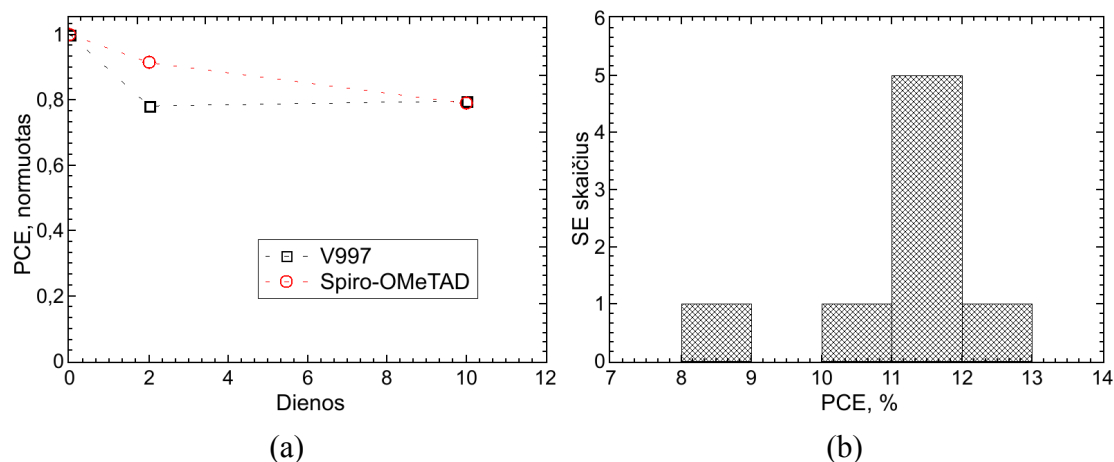 1
0,8
0,6
0,4
0,2
0
PCE, normuotas
V997
Spiro-OMeTAD
0 2 4 6 8 10 12
Dienos
(a)
6
5
4
3
2
1
0
SE skaičius
7 8 9 10 11 12 13 14
PCE, %
(b)